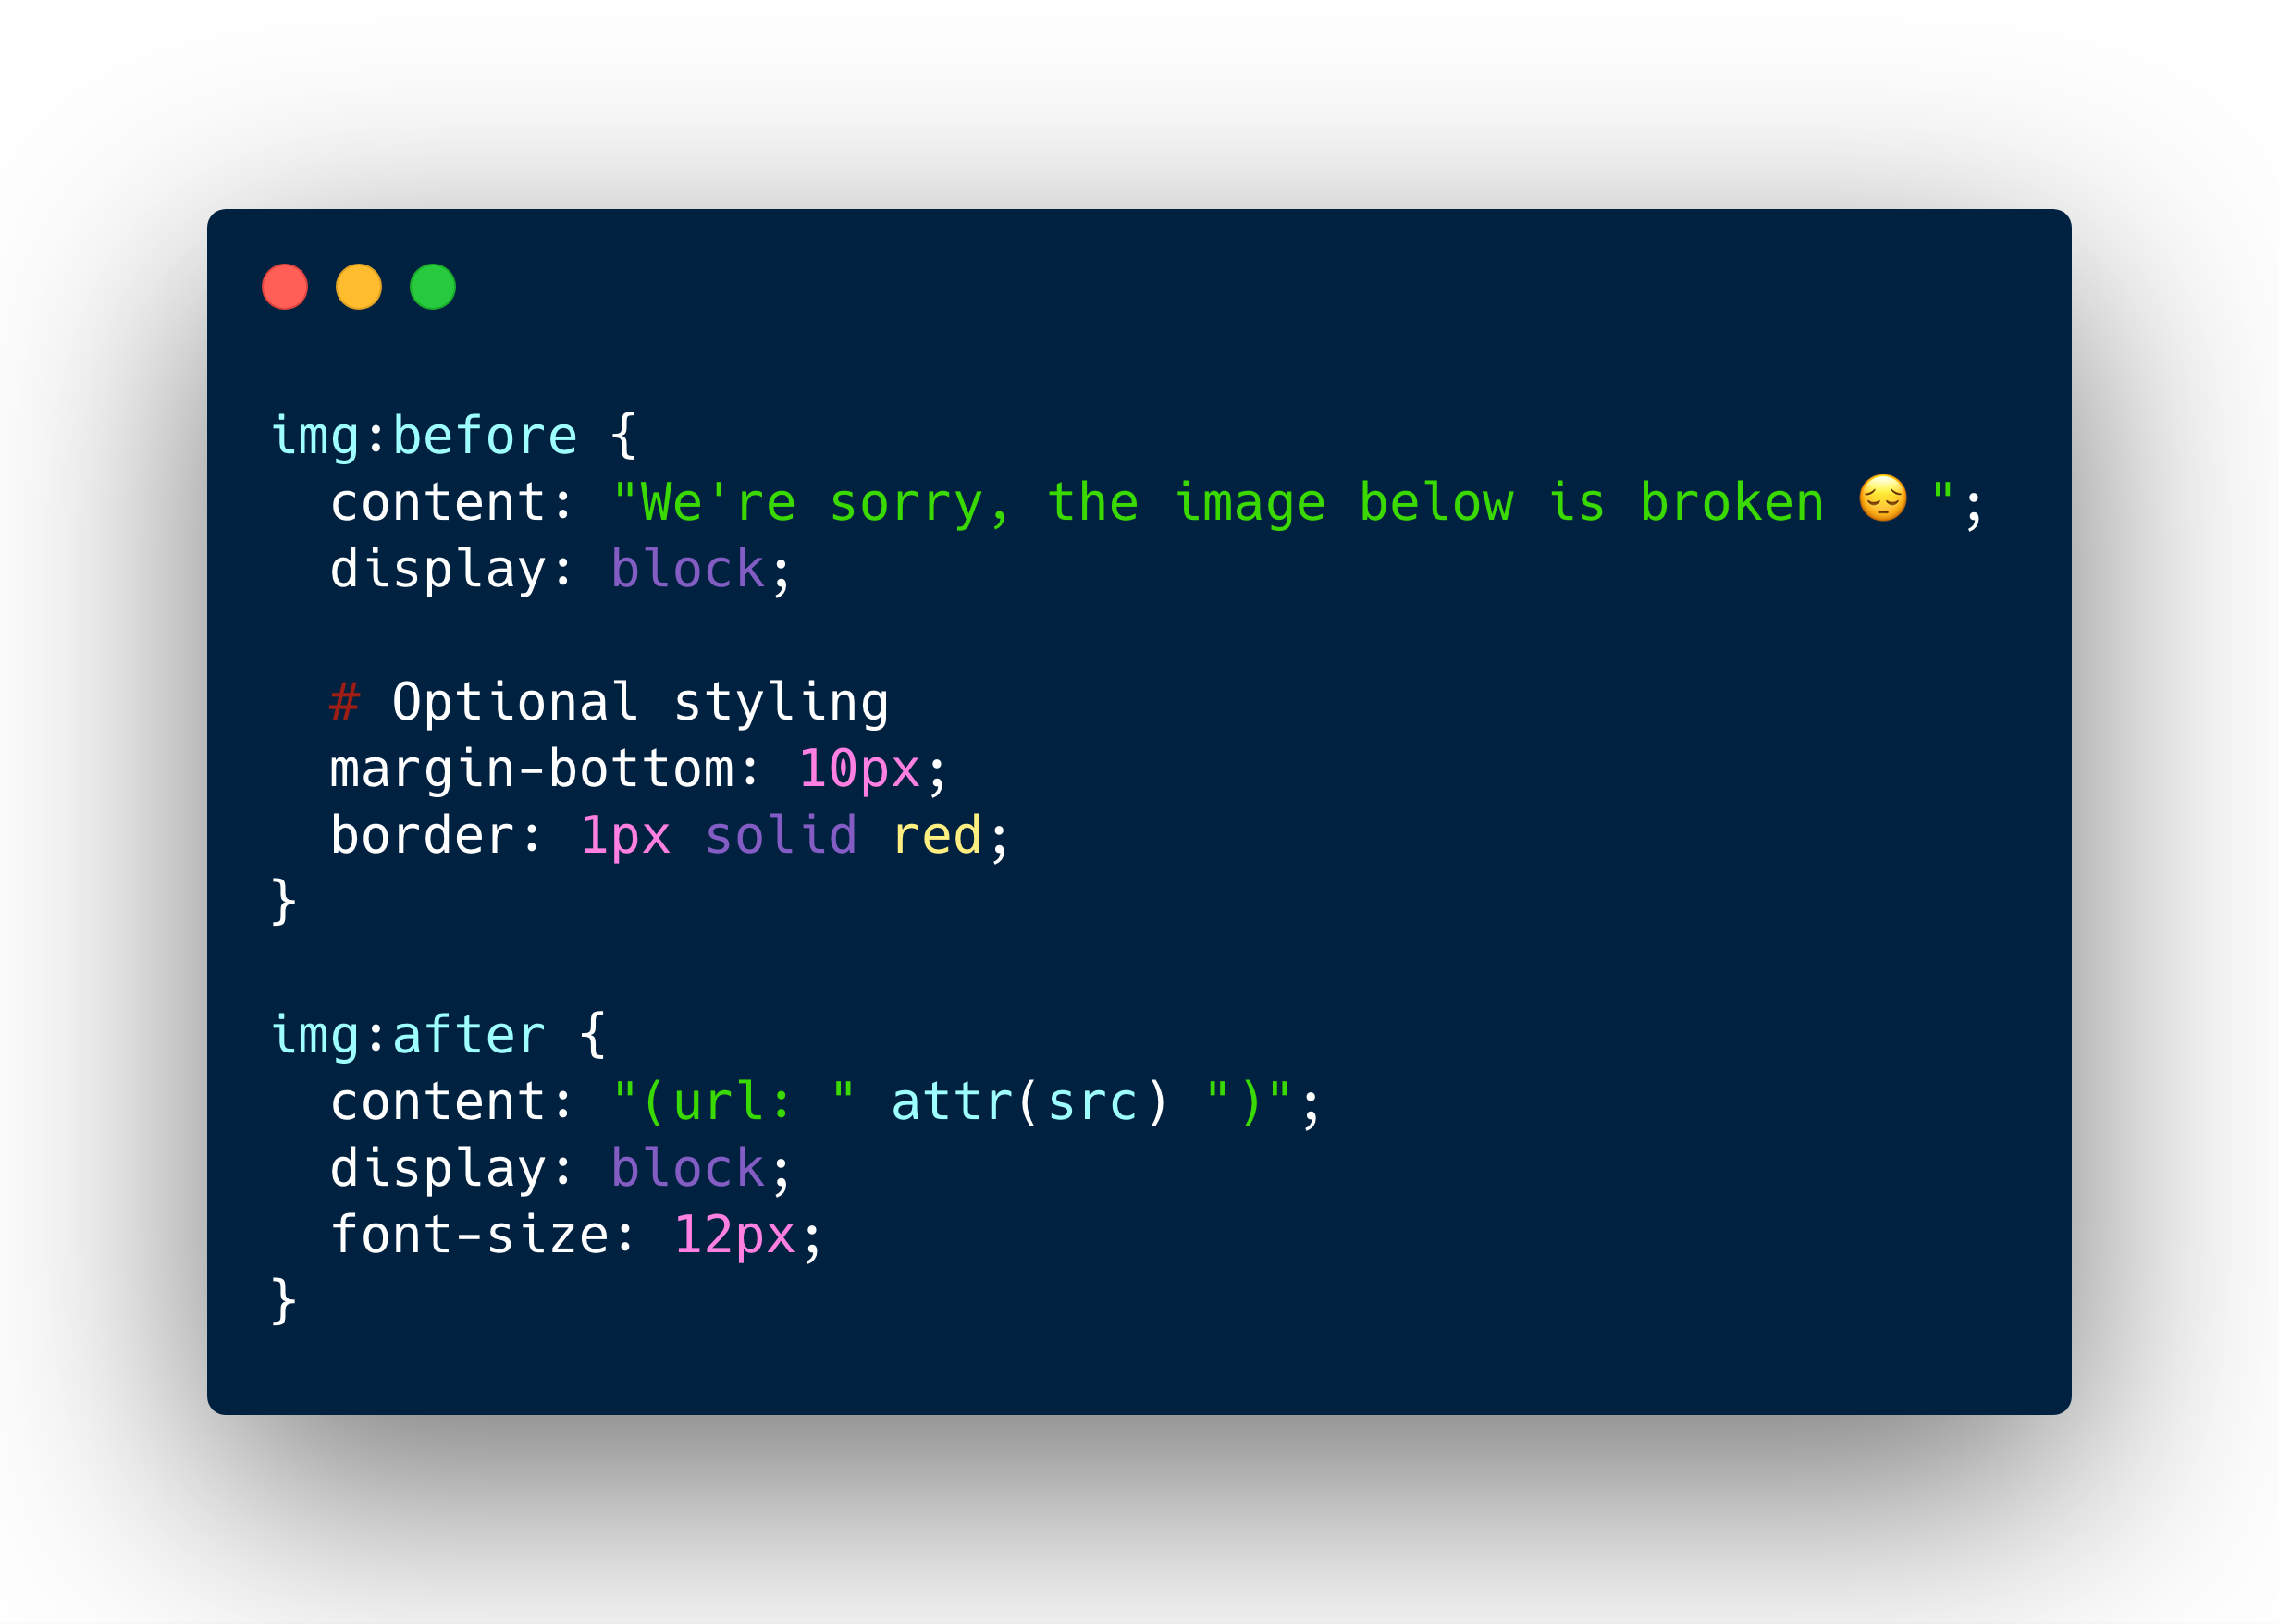 img:before {
  content: "We're sorry, the image below is broken 😔 ";
  display: block;

  # Optional styling
  margin-bottom: 10px;
  border: 1px solid red;
}

img:after {
  content: "(url: " attr(src) ")";
  display: block;
  font-size: 12px;
}